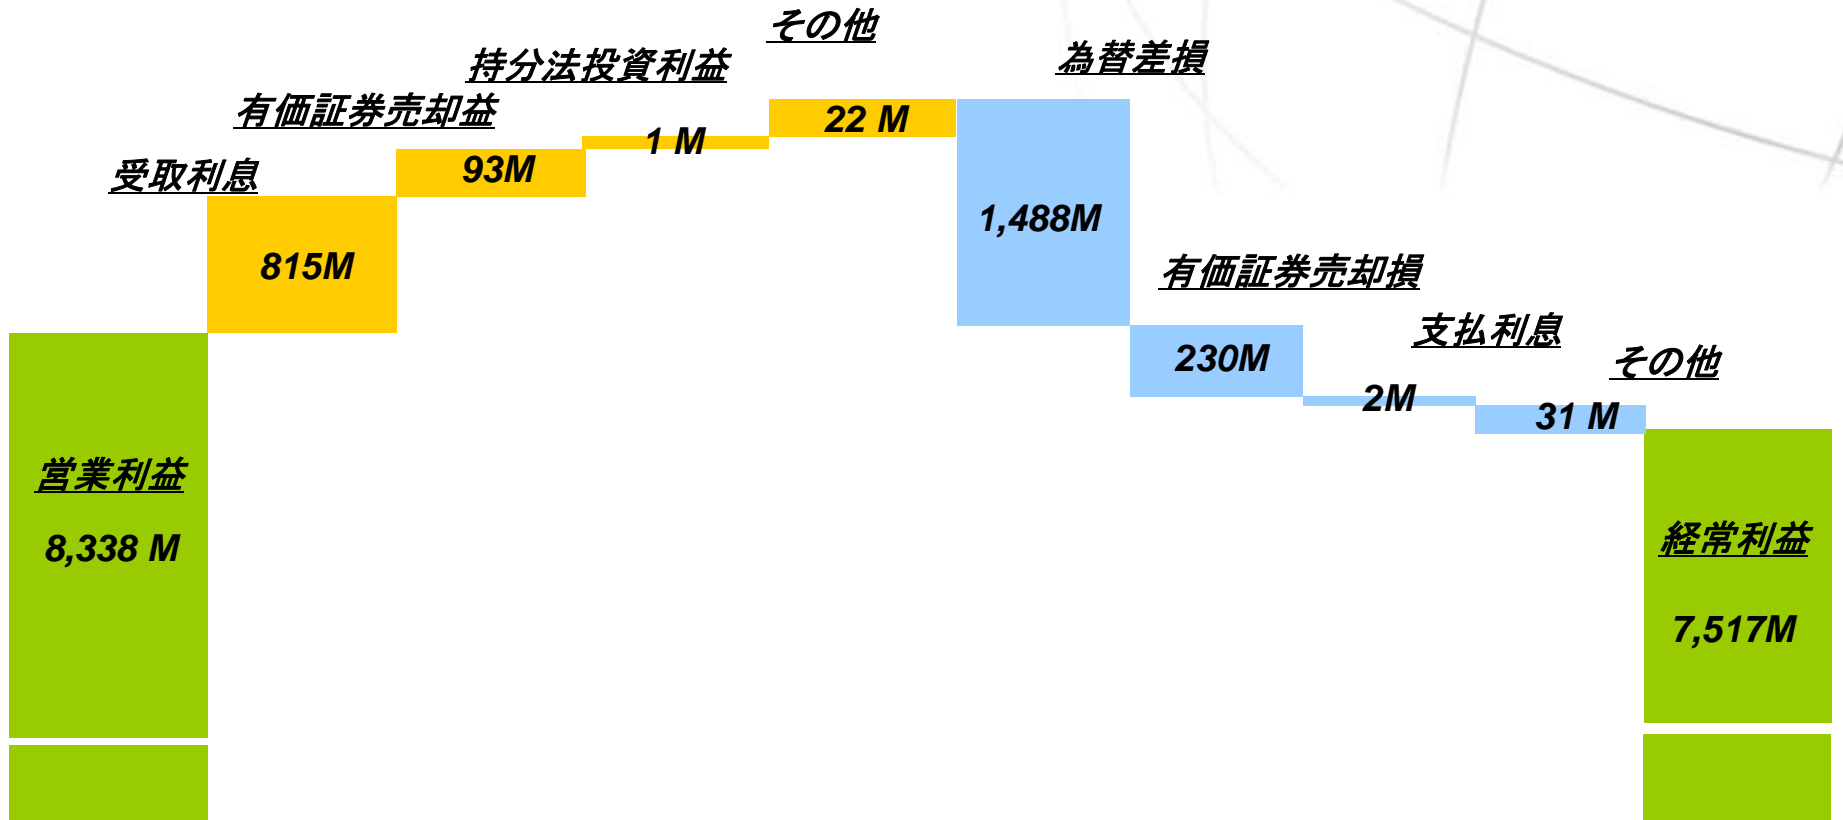 その他
持分法投資利益
為替差損
有価証券売却益
22 M
1 M
受取利息
93M
1,488M
815M
有価証券売却損
支払利息
230M
その他
2M
31 M
営業利益
8,338 M
経常利益
7,517M